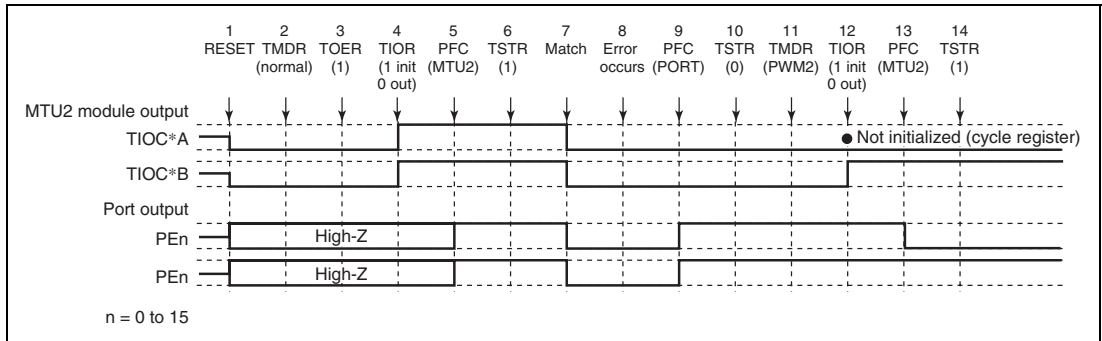 1 2 3 4 5 6 7 8 9 10 11 12 13 14
RESET TMDR TOER TIOR PFC TSTR Match Error PFC TSTR TMDR TIOR PFC TSTR
(normal) (1) (1 init (MTU2) (1) occurs (PORT) (0) (PWM2) (1 init (MTU2) (1)
0 out) 0 out)
MTU2 module output
TIOC*A ● Not initialized (cycle register)
TIOC*B
Port output
PEn High-Z
PEn High-Z
n = 0 to 15